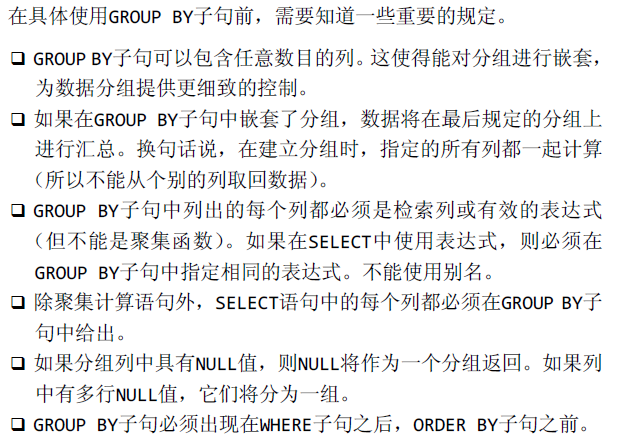 在具体使用GROUP BY子句前，需要知道一些重要的规定。
❑ GROUP BY子句可以包含任意数目的列。这使得能对分组进行嵌套，
为数据分组提供更细致的控制。
❑ 如果在GROUP BY子句中嵌套了分组，数据将在最后规定的分组上
进行汇总。换句话说，在建立分组时，指定的所有列都一起计算
（所以不能从个别的列取回数据）。
❑ GROUP BY子句中列出的每个列都必须是检索列或有效的表达式
（但不能是聚集函数）。如果在SELECT中使用表达式，则必须在
GROUP BY子句中指定相同的表达式。不能使用别名。
❑ 除聚集计算语句外，SELECT语句中的每个列都必须在GROUP BY子
句中给出。
❑ 如果分组列中具有NULL值，则NULL将作为一个分组返回。如果列
中有多行NULL值，它们将分为一组。
❑ GROUP BY子句必须出现在WHERE子句之后，ORDER BY子句之前。